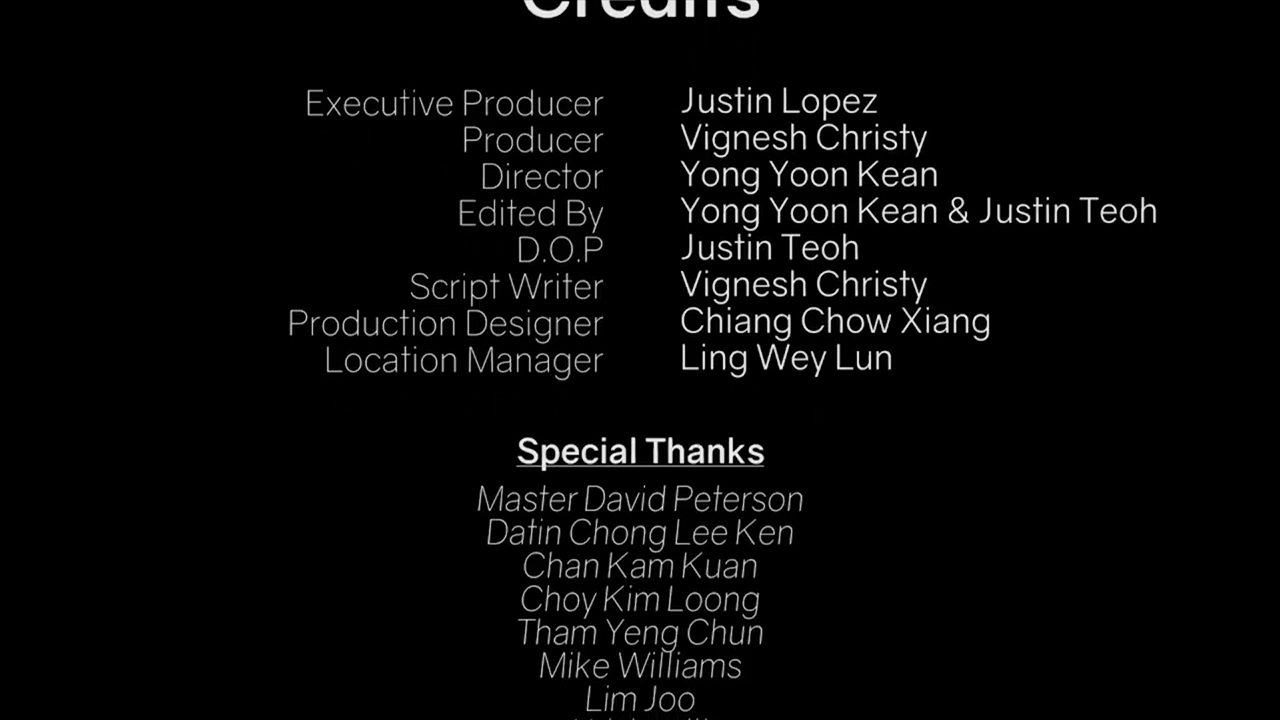 Credits
Executive Producer Justin Lopez
Producer Vignesh Christy
Director Yong Yoon Kean
Edited By Yong Yoon Kean & Justin Teoh
D.O.P Justin Teoh
Script Writer Vignesh Christy
Production Designer Chiang Chow Xiang
Location Manager Ling Wey Lun
Special Thanks
Master David Peterson
Datin Chong Lee Ken
Chan Kam Kuan
Choy Kim Loong
Tham Yeng Chun
Mike Williams
Lim Joo